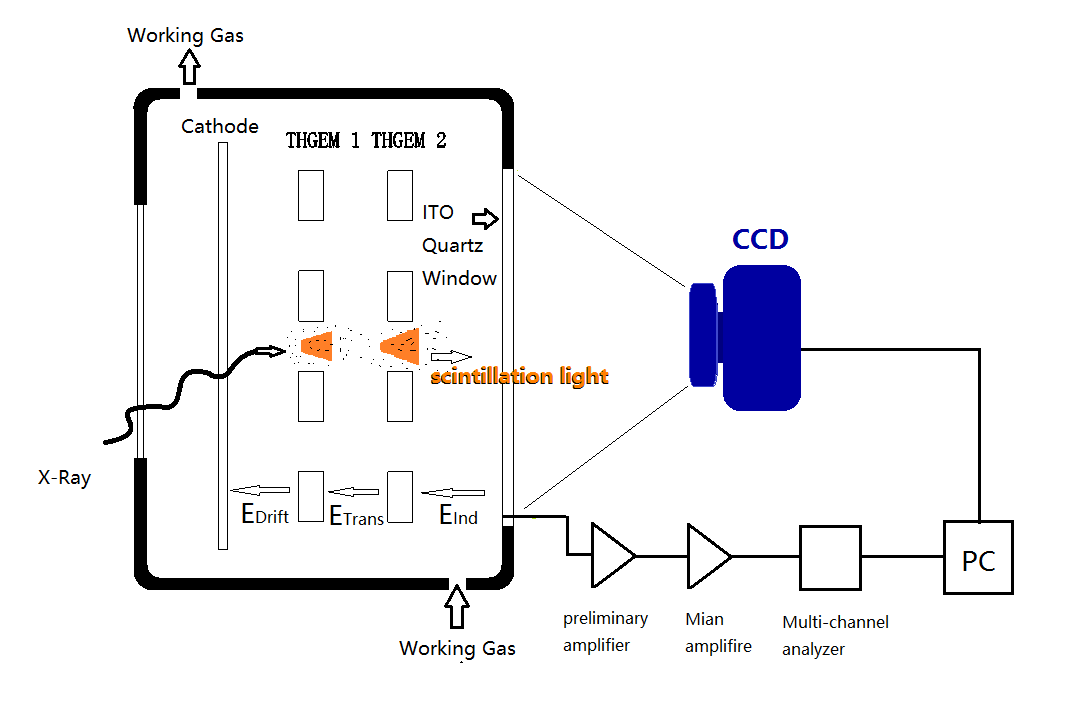 Working Gas
Cathode
THGEM 1 THGEM 2
ITO
Quartz
Window
CCD
scintillation light
X-Ray
EDrift
ETrans
EInd
PC
preliminary
amplifier
Mian
amplifire
Multi-channel
analyzer
Working Gas